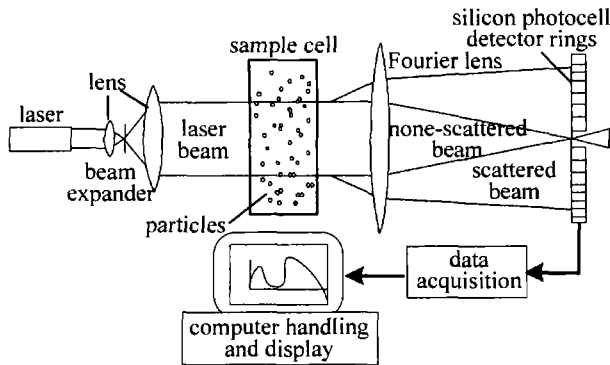 silicon photocell
detector rings
sample cell
Fourier lens
lens
laser
laser
beam
none-scattered
beam
beam
expander
scattered
beam
particles
data
acquisition
computer handling
and display